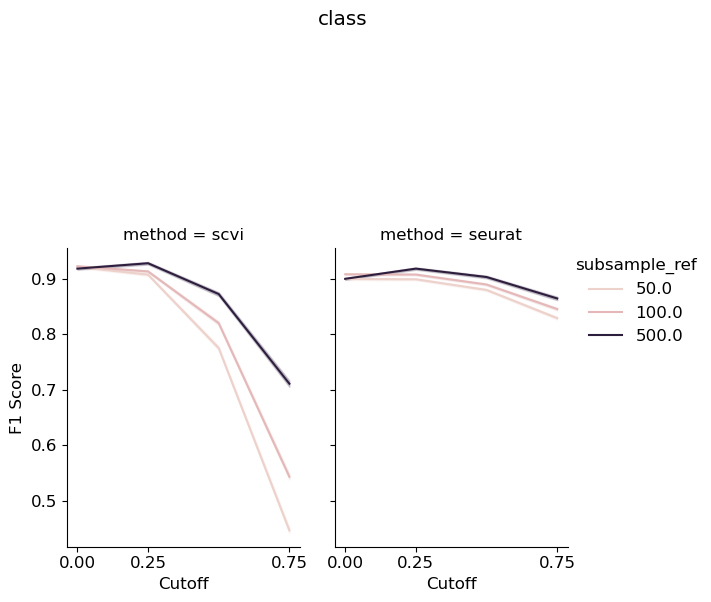 class
method = scvi
method = seurat
subsample_ref
50.0
100.0
500.0
F1 Score
0.9
0.8
0.7
0.6
0.5
0.00 0.25 0.75
0.00 0.25 0.75
Cutoff
Cutoff